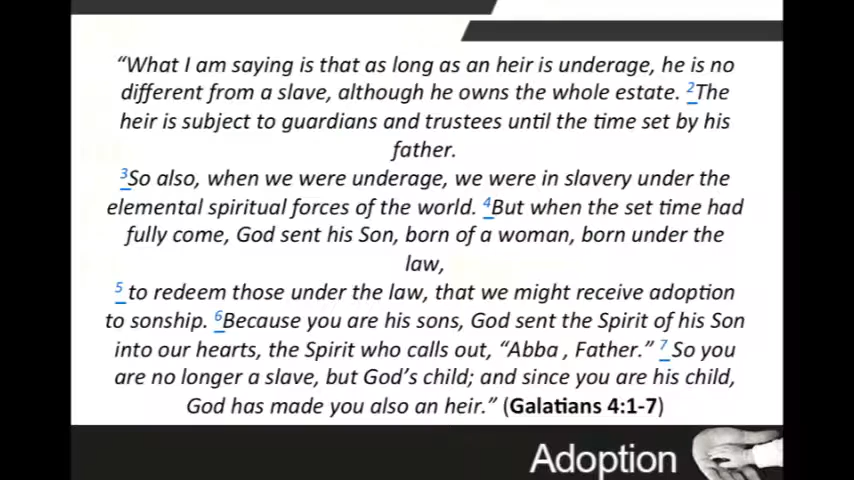 “What I am saying is that as long as an heir is underage, he is no
different from a slave, although he owns the whole estate. 2The
heir is subject to guardians and trustees until the time set by his
father.
3So also, when we were underage, we were in slavery under the
elemental spiritual forces of the world. 4But when the set time had
fully come, God sent his Son, born of a woman, born under the
law,
5 to redeem those under the law, that we might receive adoption
to sonship. 6Because you are his sons, God sent the Spirit of his Son
into our hearts, the Spirit who calls out, “Abba , Father.” 7 So you
are no longer a slave, but God’s child; and since you are his child,
God has made you also an heir.” (Galatians 4:1-7)
Adoption